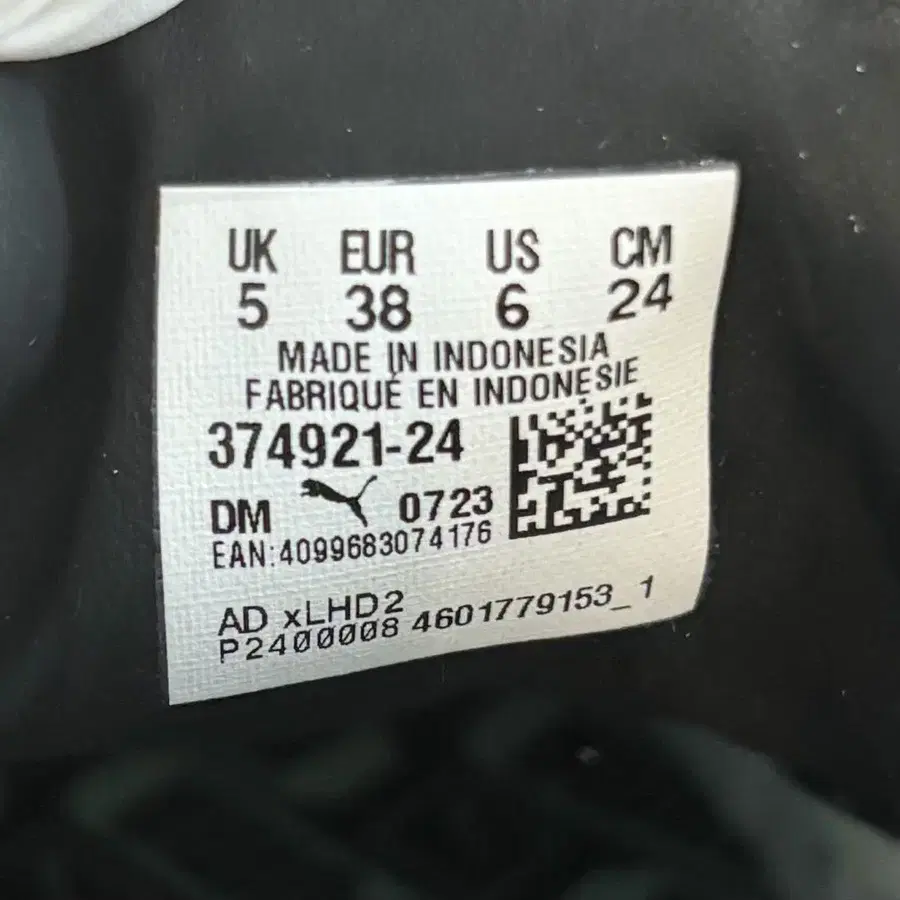 UK EUR US CM
5 38 6 24
MADE IN INDONESIA
FABRIQUÉ EN INDONESIE
374921-24
DM 0723
EAN:4099683074176
AD xLHD2
P2400008 4601779153_1